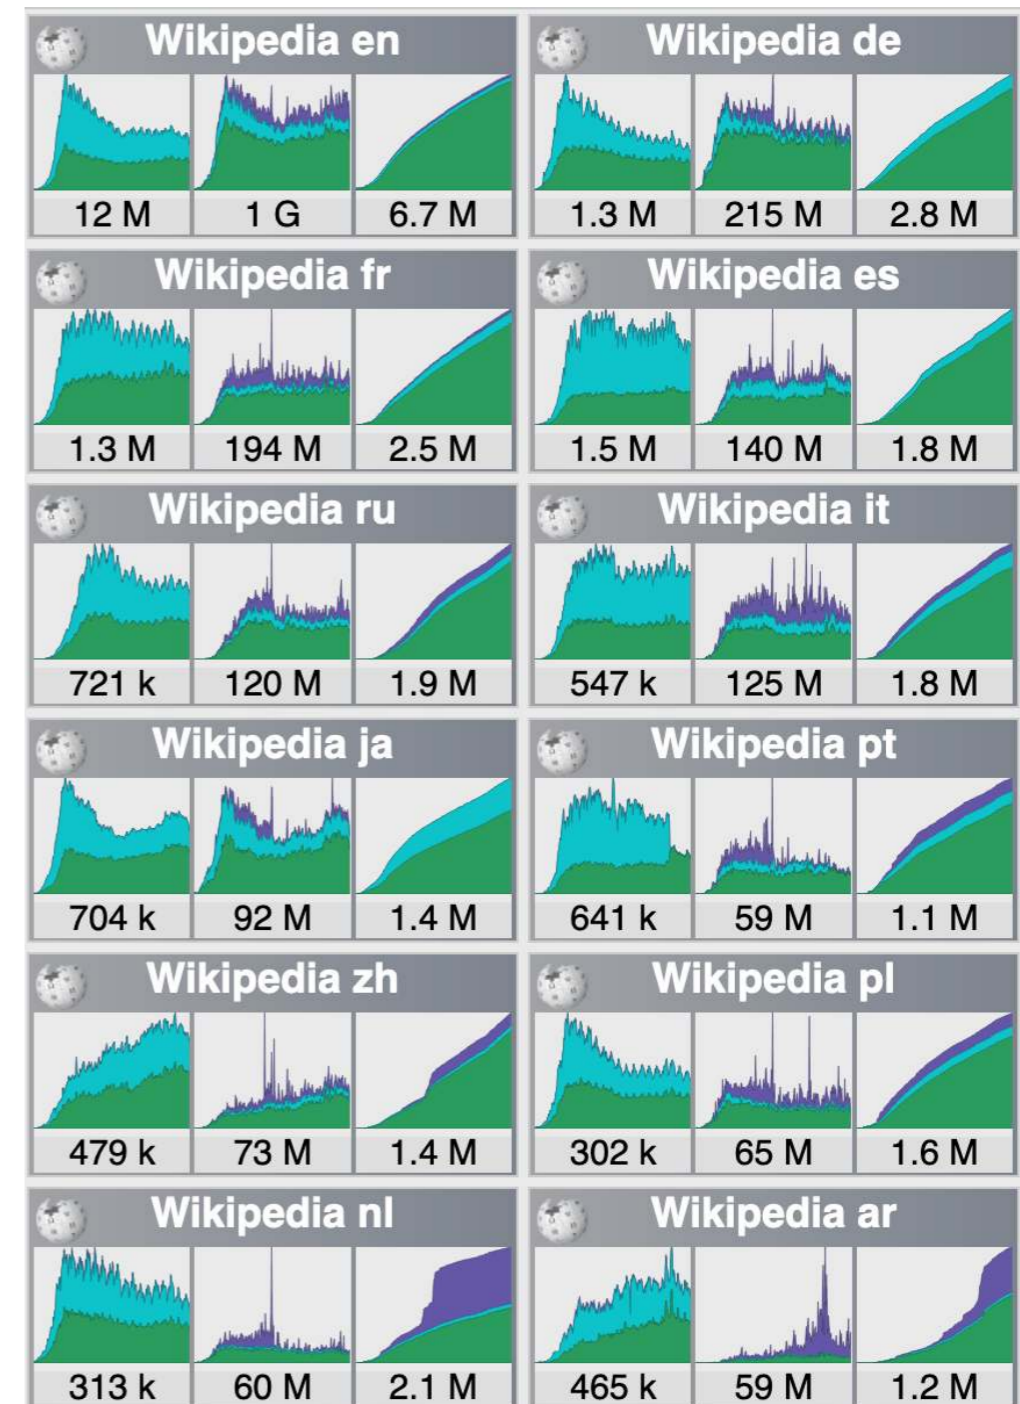 Wikipedia en
12 M 1 G 6.7 M
Wikipedia de
1.3 M 215 M 2.8 M
Wikipedia fr
1.3 M 194 M 2.5 M
Wikipedia es
1.5 M 140 M 1.8 M
Wikipedia ru
721 k 120 M 1.9 M
Wikipedia it
547 k 125 M 1.8 M
Wikipedia ja
704 k 92 M 1.4 M
Wikipedia pt
641 k 59 M 1.1 M
Wikipedia zh
479 k 73 M 1.4 M
Wikipedia pl
302 k 65 M 1.6 M
Wikipedia nl
313 k 60 M 2.1 M
Wikipedia ar
465 k 59 M 1.2 M